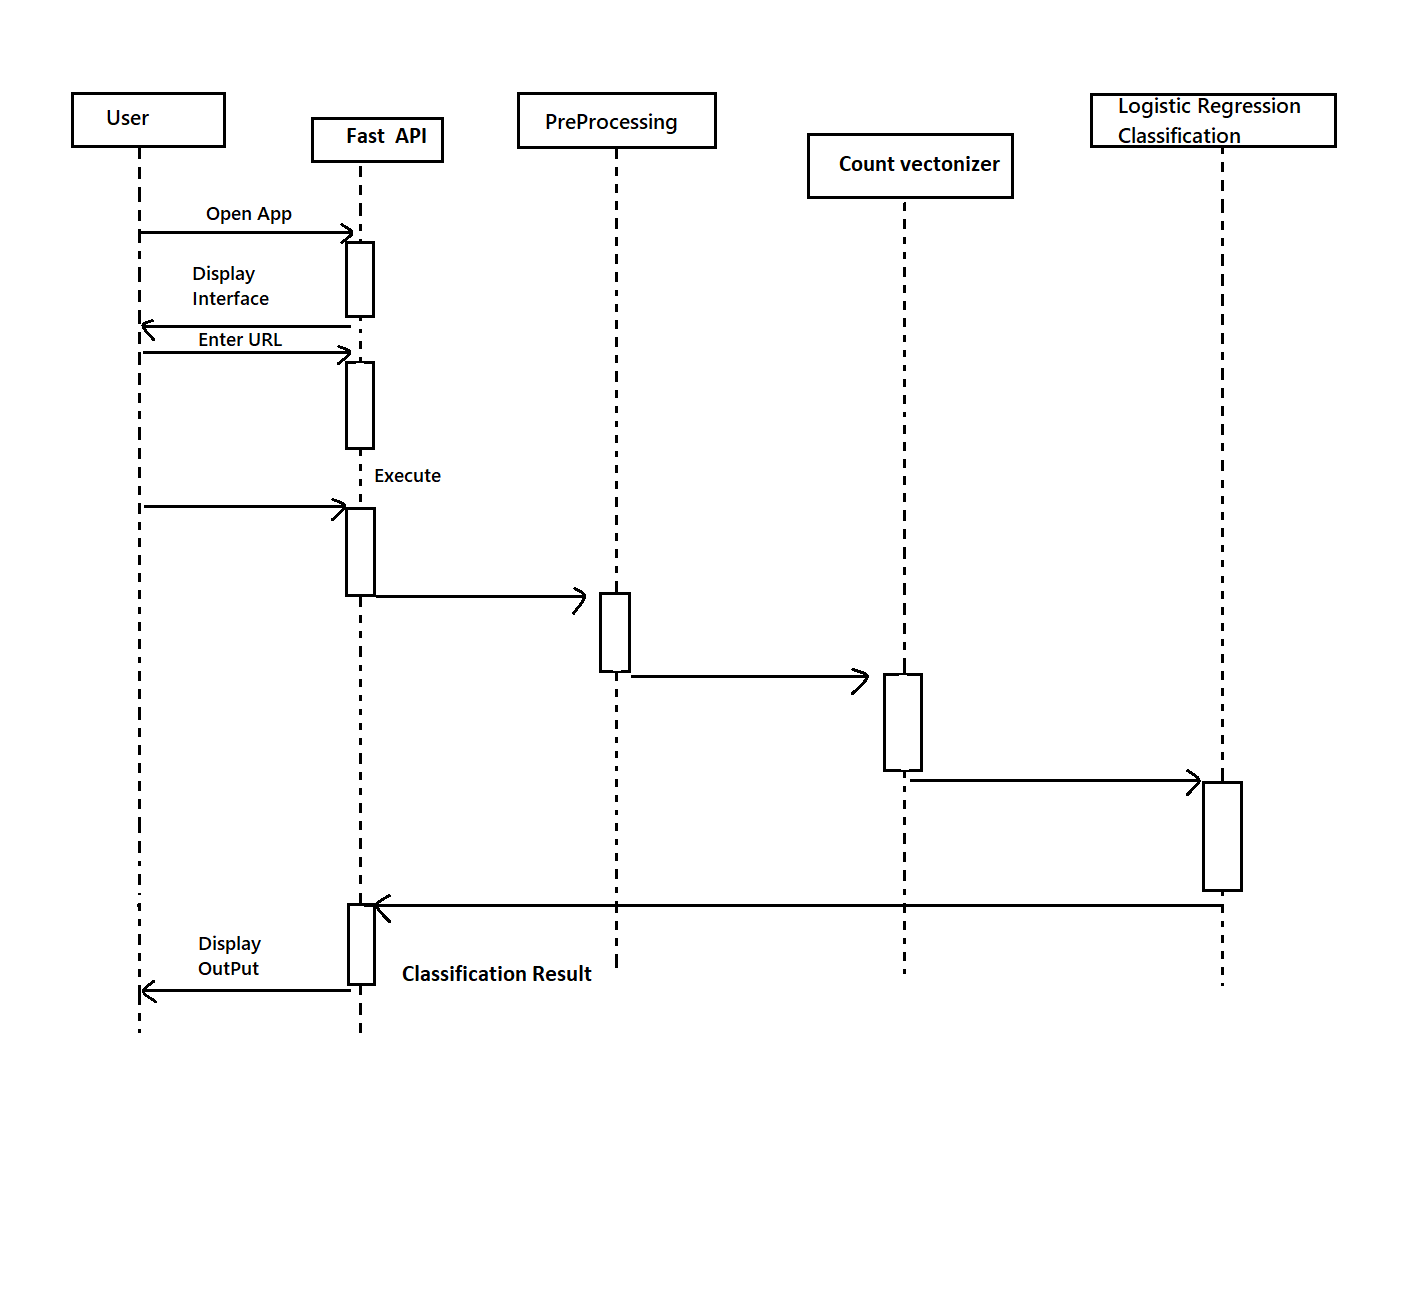 User
Fast  API
PreProcessing
Count vectonizer
Logistic Regression
Classification
Open App
Display
Interface
Enter URL
Execute
Display
OutPut
Classification Result